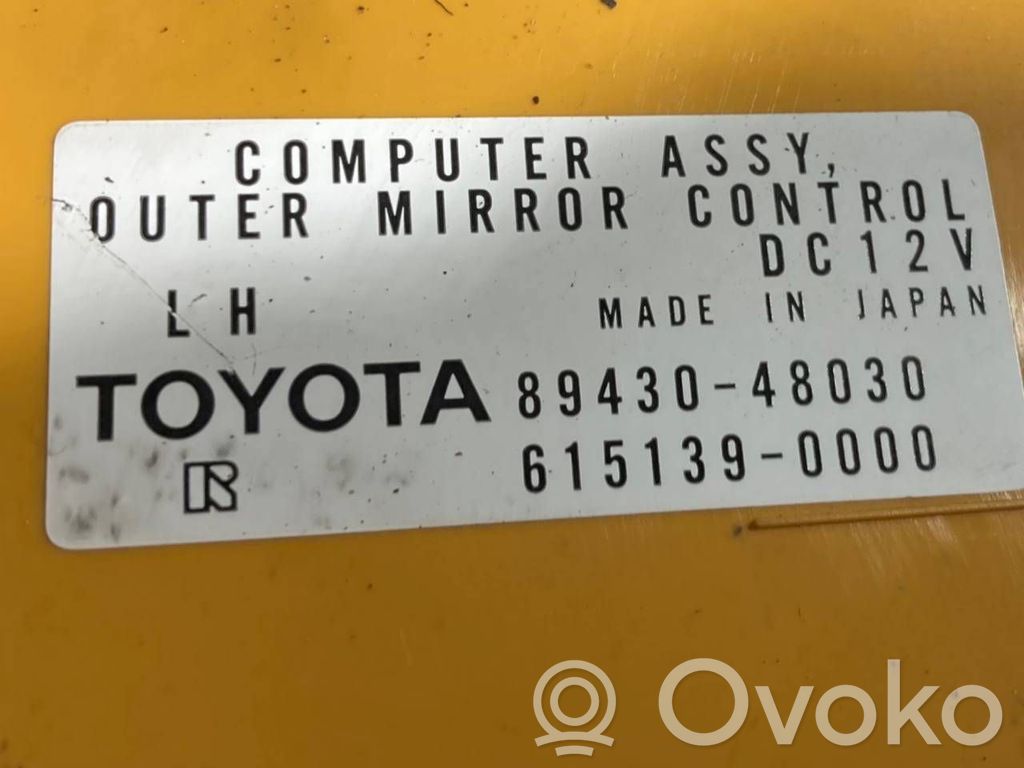 COMPUTER ASSY,
OUTER MIRROR CONTROL
DC12V
LH MADE IN JAPAN
TOYOTA 89430-48030
R 615139-0000
Ovoko